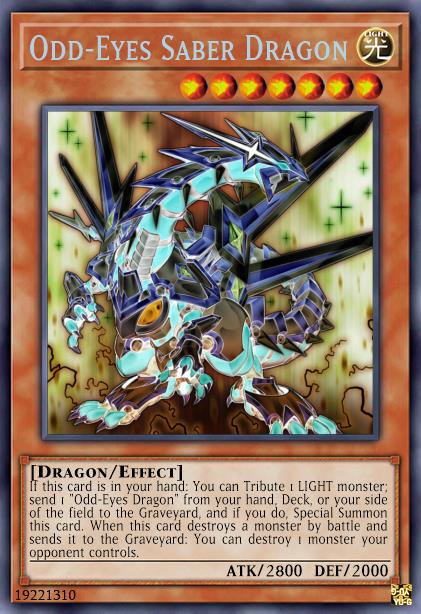 ODD-EYES SABER DRAGON
LIGHT
光
[DRAGON/EFFECT]
If this card is in your hand: You can Tribute 1 LIGHT monster;
send 1 "Odd-Eyes Dragon" from your hand, Deck, or your side
of the field to the Graveyard, and if you do, Special Summon
this card. When this card destroys a monster by battle and
sends it to the Graveyard: You can destroy 1 monster your
opponent controls.
ATK/2800 DEF/2000
19221310